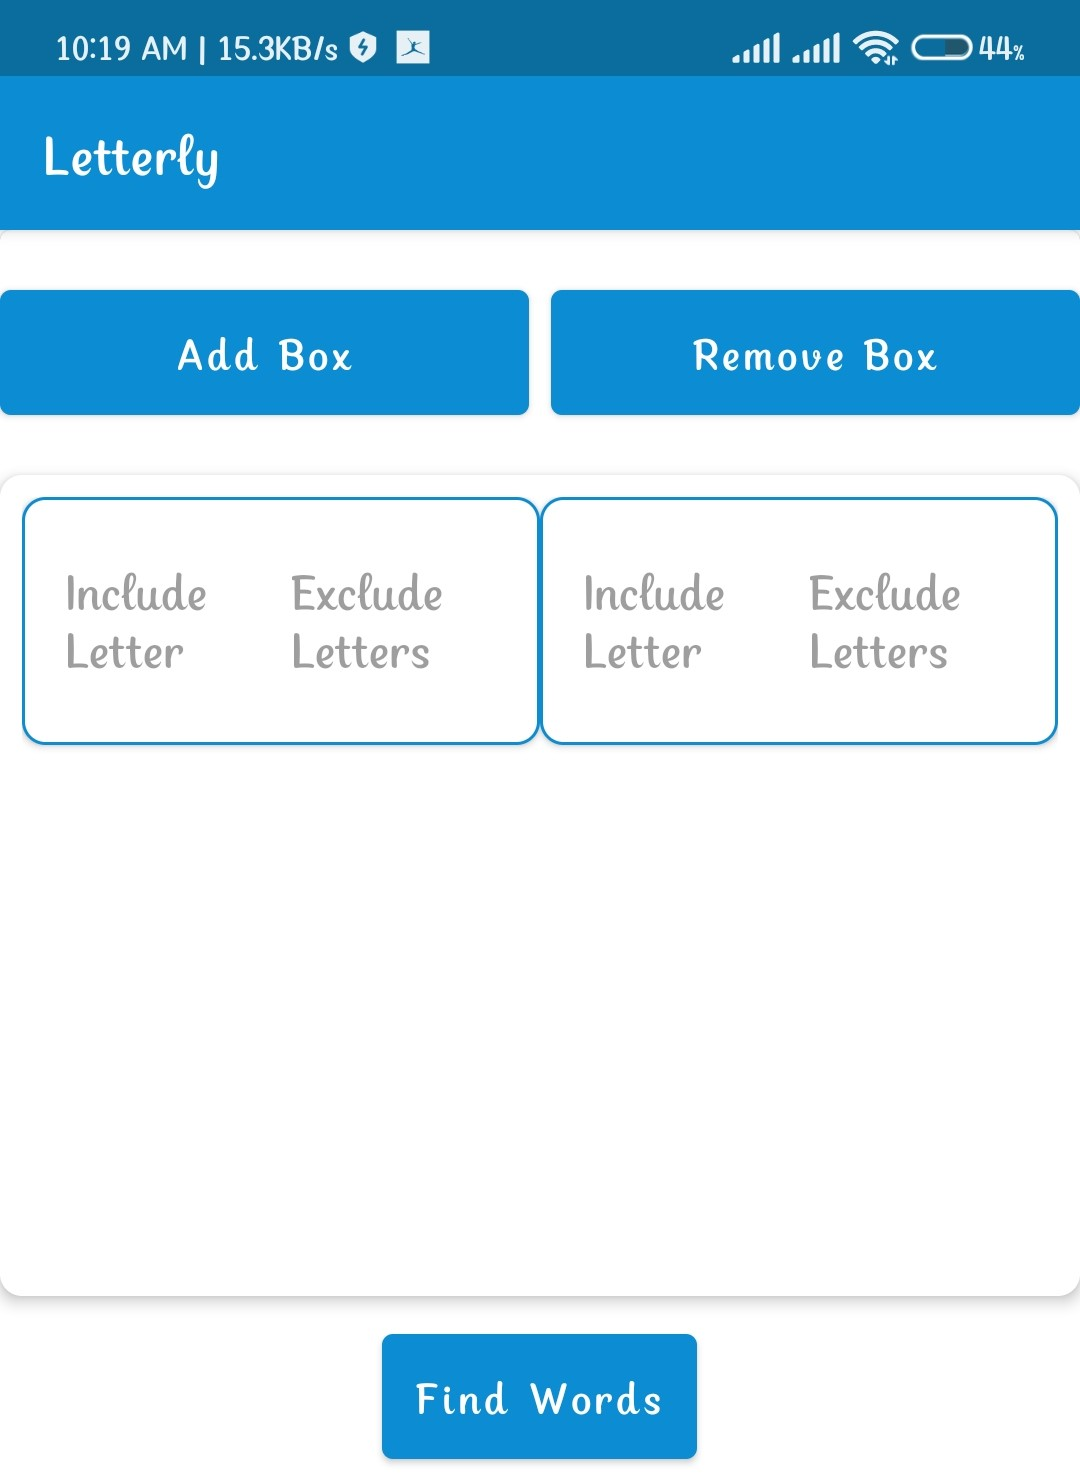 10:19 AM | 15.3KB/s 44%
Letterly
Add Box Remove Box
Include Exclude Include Exclude
Letter Letters Letter Letters
Find Words